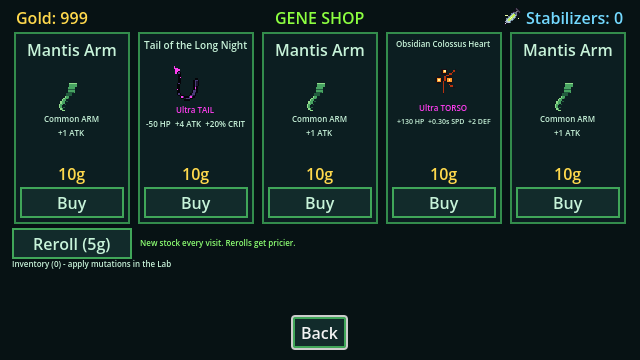 Gold: 999
GENE SHOP
Stabilizers: 0
Mantis Arm
Common ARM
+1 ATK
10g
Buy
Tail of the Long Night
Ultra TAIL
-50 HP +4 ATK +20% CRIT
10g
Buy
Mantis Arm
Common ARM
+1 ATK
10g
Buy
Obsidian Colossus Heart
Ultra TORSO
+130 HP +0.30s SPD +2 DEF
10g
Buy
Mantis Arm
Common ARM
+1 ATK
10g
Buy
Reroll (5g)
New stock every visit. Rerolls get pricier.
Inventory (0) - apply mutations in the Lab
Back